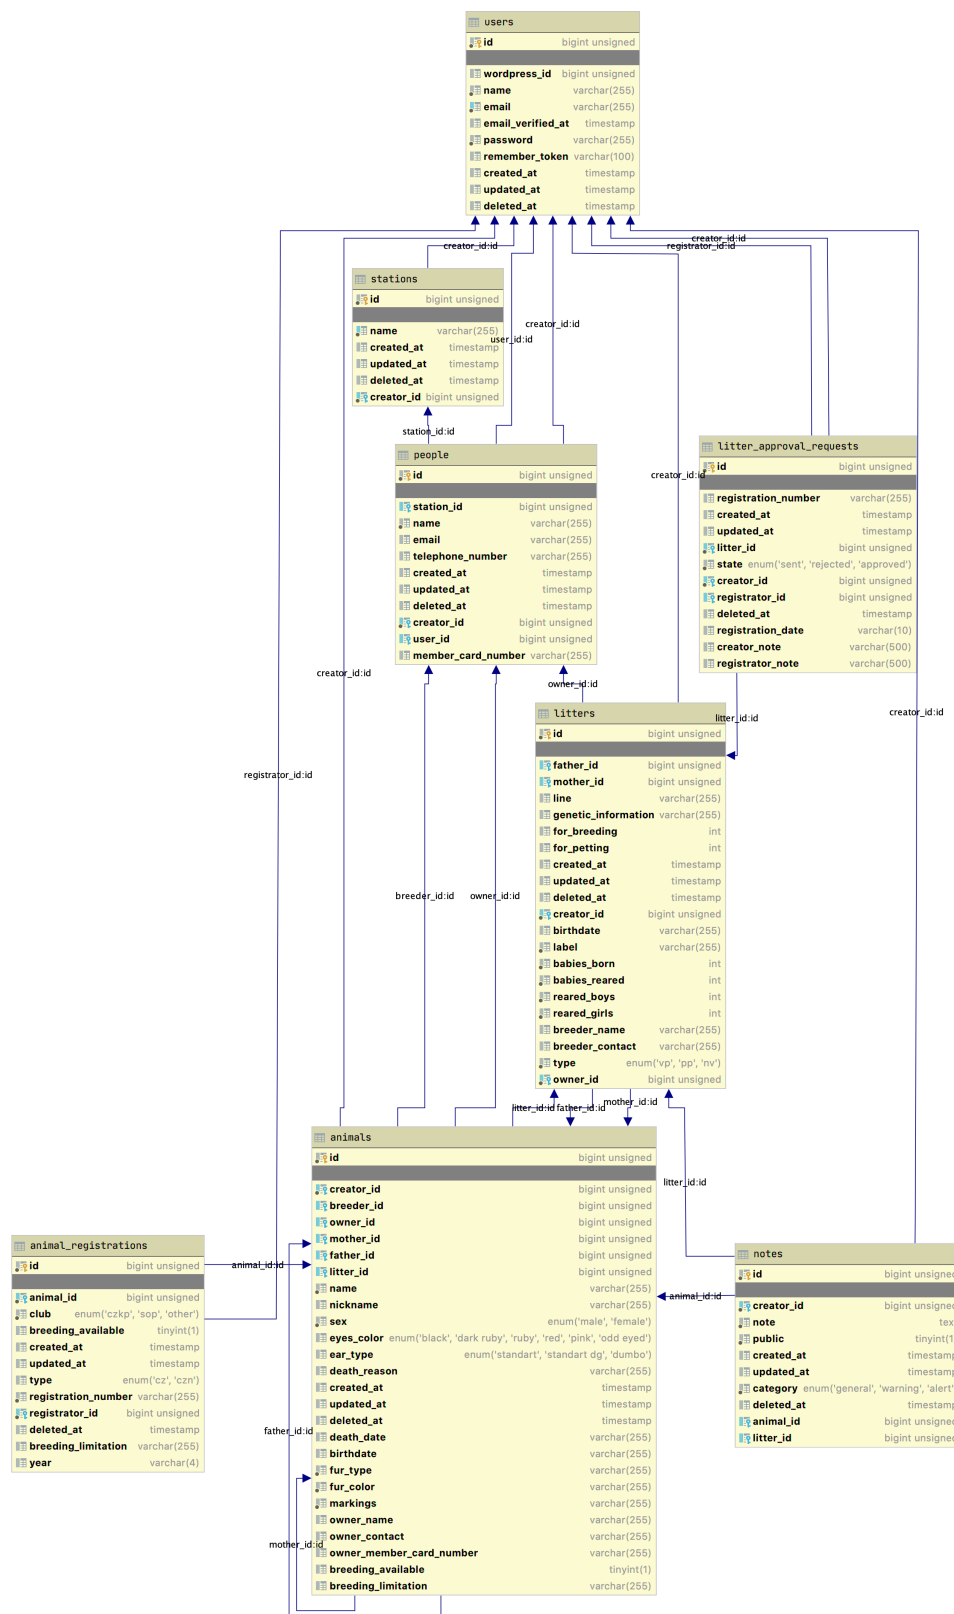 users
id bigint unsigned
wordpress_id bigint unsigned
name varchar(255)
email varchar(255)
email_verified_at timestamp
password varchar(255)
remember_token varchar(100)
created_at timestamp
updated_at timestamp
deleted_at timestamp
creator_id:id
registrator_id:id
creator_id:id
stations
id bigint unsigned
name varchar(255)
created_at timestamp
updated_at timestamp
deleted_at timestamp
creator_id bigint unsigned
creator_id:id
user_id:id
station_id:id
people
id bigint unsigned
station_id bigint unsigned
name varchar(255)
email varchar(255)
telephone_number varchar(255)
created_at timestamp
updated_at timestamp
deleted_at timestamp
creator_id bigint unsigned
user_id bigint unsigned
member_card_number varchar(255)
creator_id:id
litter_approval_requests
id bigint unsigned
registration_number varchar(255)
created_at timestamp
updated_at timestamp
litter_id bigint unsigned
state enum('sent', 'rejected', 'approved')
creator_id bigint unsigned
registrator_id bigint unsigned
deleted_at timestamp
registration_date varchar(10)
creator_note varchar(500)
registrator_note varchar(500)
creator_id:id
owner_id:id
litter_id:id
creator_id:id
registrator_id:id
litters
id bigint unsigned
father_id bigint unsigned
mother_id bigint unsigned
line varchar(255)
genetic_information varchar(255)
for_breeding int
for_petting int
created_at timestamp
updated_at timestamp
deleted_at timestamp
creator_id bigint unsigned
birthdate varchar(255)
label varchar(255)
babies_born int
babies_reared int
reared_boys int
reared_girls int
breeder_name varchar(255)
breeder_contact varchar(255)
type enum('vp', 'pp', 'nv')
owner_id bigint unsigned
breeder_id:id
owner_id:id
litter_id:id
father_id:id
mother_id:id
animals
id bigint unsigned
creator_id bigint unsigned
breeder_id bigint unsigned
owner_id bigint unsigned
mother_id bigint unsigned
father_id bigint unsigned
litter_id bigint unsigned
name varchar(255)
nickname varchar(255)
sex enum('male', 'female')
eyes_color enum('black', 'dark ruby', 'ruby', 'red', 'pink', 'odd eyed')
ear_type enum('standart', 'standart dg', 'dumbo')
death_reason varchar(255)
created_at timestamp
updated_at timestamp
deleted_at timestamp
death_date varchar(255)
birthdate varchar(255)
fur_type varchar(255)
fur_color varchar(255)
markings varchar(255)
owner_name varchar(255)
owner_contact varchar(255)
owner_member_card_number varchar(255)
breeding_available tinyint(1)
breeding_limitation varchar(255)
litter_id:id
animal_registrations
id bigint unsigned
animal_id bigint unsigned
club enum('czkp', 'sop', 'other')
breeding_available tinyint(1)
created_at timestamp
updated_at timestamp
type enum('cz', 'czn')
registration_number varchar(255)
registrator_id bigint unsigned
deleted_at timestamp
breeding_limitation varchar(255)
year varchar(4)
animal_id:id
father_id:id
mother_id:id
animal_id:id
notes
id bigint unsigned
creator_id bigint unsigned
note text
public tinyint(1
created_at timestamp
updated_at timestamp
category enum('general', 'warning', 'alert'
deleted_at timestamp
animal_id bigint unsigned
litter_id bigint unsigned